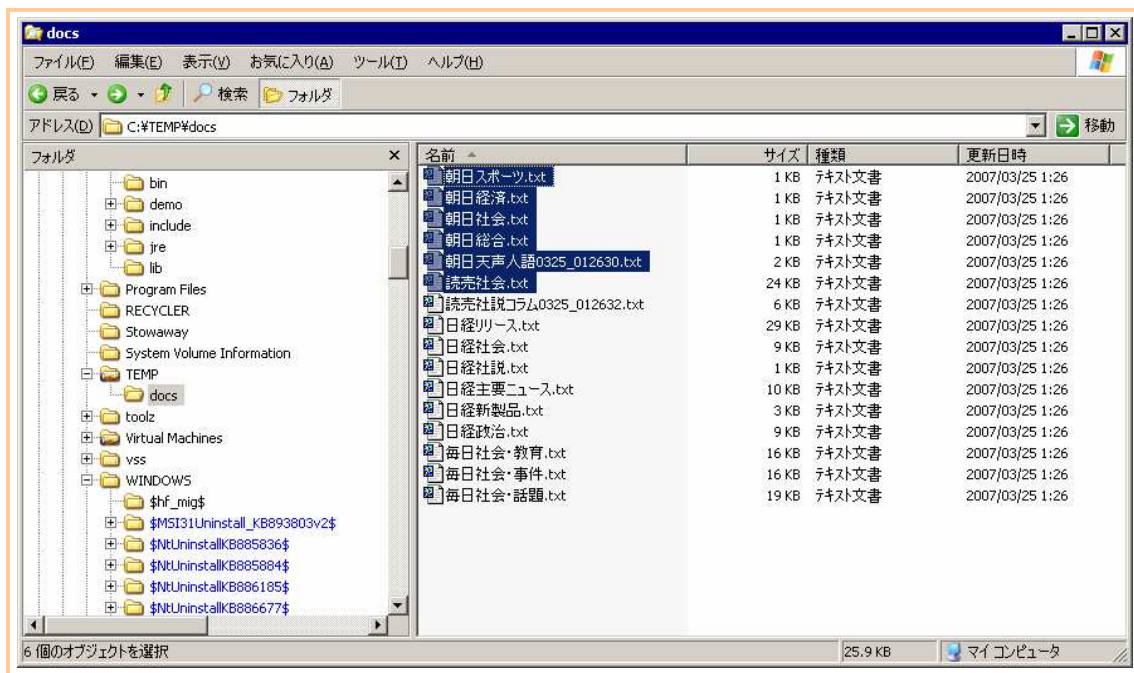 docs
ファイル(F) 編集(E) 表示(V) お気に入り(A) ツール(T) ヘルプ(H)
戻る 検索 フォルダ
アドレス(D) C:¥TEMP¥docs 移動
フォルダ
bin
demo
include
jre
lib
Program Files
RECYCLER
Stowaway
System Volume Information
TEMP
docs
toolz
Virtual Machines
vss
WINDOWS
$hf_mig$
$MSI31Uninstall_KB893803v2$
$NtUninstallKB885836$
$NtUninstallKB885884$
$NtUninstallKB886185$
$NtUninstallKB886677$
名前 サイズ 種類 更新日時
朝日スポーツ.txt 1 KB テキスト文書 2007/03/25 1:26
朝日経済.txt 1 KB テキスト文書 2007/03/25 1:26
朝日社会.txt 1 KB テキスト文書 2007/03/25 1:26
朝日総合.txt 1 KB テキスト文書 2007/03/25 1:26
朝日天声人語0325_012630.txt 2 KB テキスト文書 2007/03/25 1:26
読売社会.txt 24 KB テキスト文書 2007/03/25 1:26
読売社説コラム0325_012632.txt 6 KB テキスト文書 2007/03/25 1:26
日経リリース.txt 29 KB テキスト文書 2007/03/25 1:26
日経社会.txt 9 KB テキスト文書 2007/03/25 1:26
日経社説.txt 1 KB テキスト文書 2007/03/25 1:26
日経主要ニュース.txt 10 KB テキスト文書 2007/03/25 1:26
日経新製品.txt 3 KB テキスト文書 2007/03/25 1:26
日経政治.txt 9 KB テキスト文書 2007/03/25 1:26
毎日社会・教育.txt 16 KB テキスト文書 2007/03/25 1:26
毎日社会・事件.txt 16 KB テキスト文書 2007/03/25 1:26
毎日社会・話題.txt 19 KB テキスト文書 2007/03/25 1:26
6 個のオブジェクトを選択 25.9 KB マイ コンピュータ